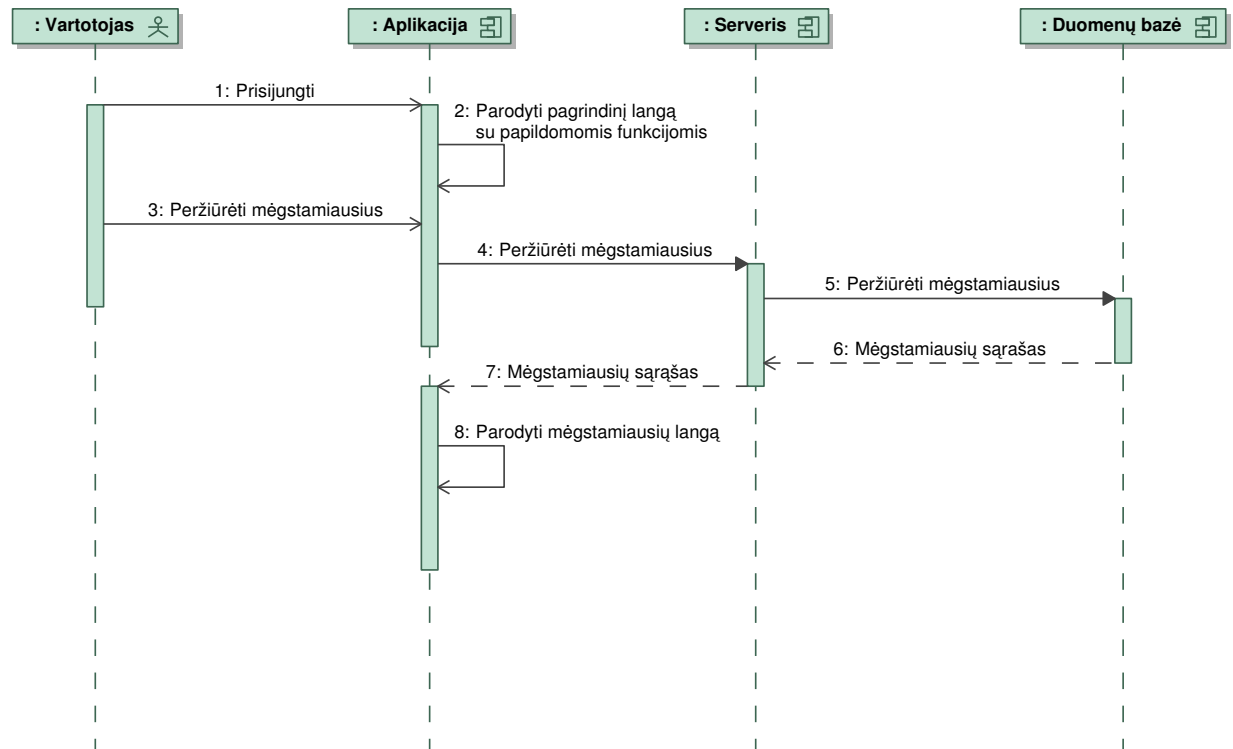 : Vartotojas
: Aplikacija
: Serveris
: Duomenų bazė
1: Prisijungti
2: Parodyti pagrindinį langą
su papildomomis funkcijomis
3: Peržiūrėti mėgstamiausius
4: Peržiūrėti mėgstamiausius
5: Peržiūrėti mėgstamiausius
6: Mėgstamiausių sąrašas
7: Mėgstamiausių sąrąšas
8: Parodyti mėgstamiausių langą